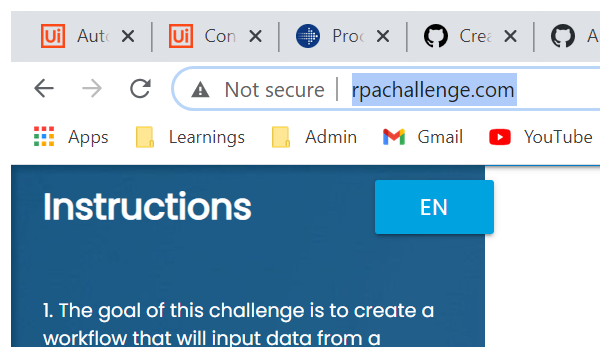 Ui Auto Ui Con Proc Crea A
Not secure rpachallenge.com
Apps Learnings Admin Gmail YouTube
Instructions EN
1. The goal of this challenge is to create a
workflow that will input data from a